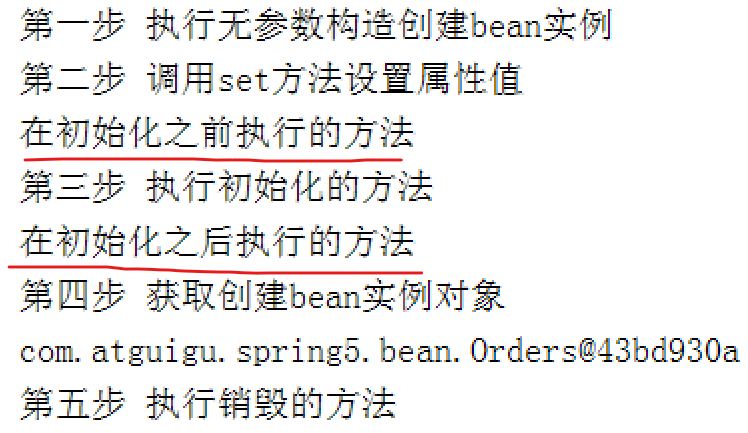 第一步 执行无参数构造创建bean实例
第二步 调用set方法设置属性值
在初始化之前执行的方法
第三步 执行初始化的方法
在初始化之后执行的方法
第四步 获取创建bean实例对象
com.atguigu.spring5.bean.Orders@43bd930a
第五步 执行销毁的方法